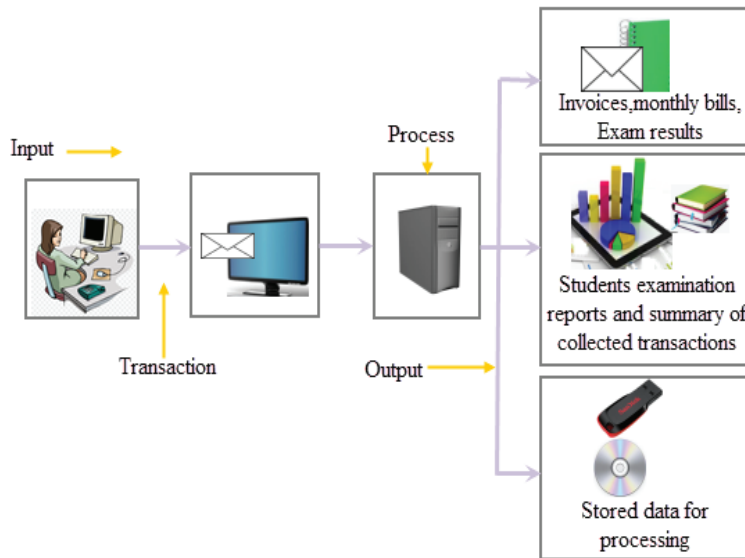 Invoices,monthly bills,
Exam results
Process
Input
Students examination
reports and summary of
collected transactions
Transaction
Output
SanDisk
Stored data for
processing